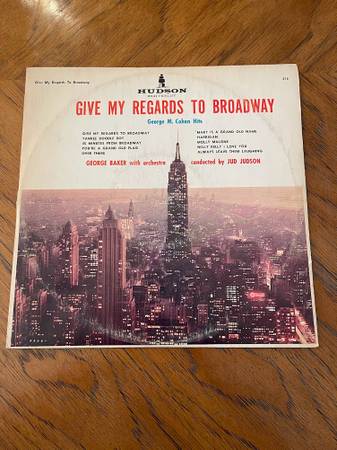 Give My Regards To Broadway
HUDSON
GIVE MY REGARDS TO BROADWAY
George M. Cohan Hits
GIVE MY REGARDS TO BROADWAY
YANKEE DOODLE BOY
45 MINUTES FROM BROADWAY
YOU'RE A GRAND OLD FLAG
OVER THERE
MARY IS A GRAND OLD NAME
HARRIGAN
MOLLY MALONE
NELLY KELLY I LOVE YOU
ALWAYS LEAVE THEM LAUGHING
GEORGE BAKER with orchestra conducted by JUD JUDSON